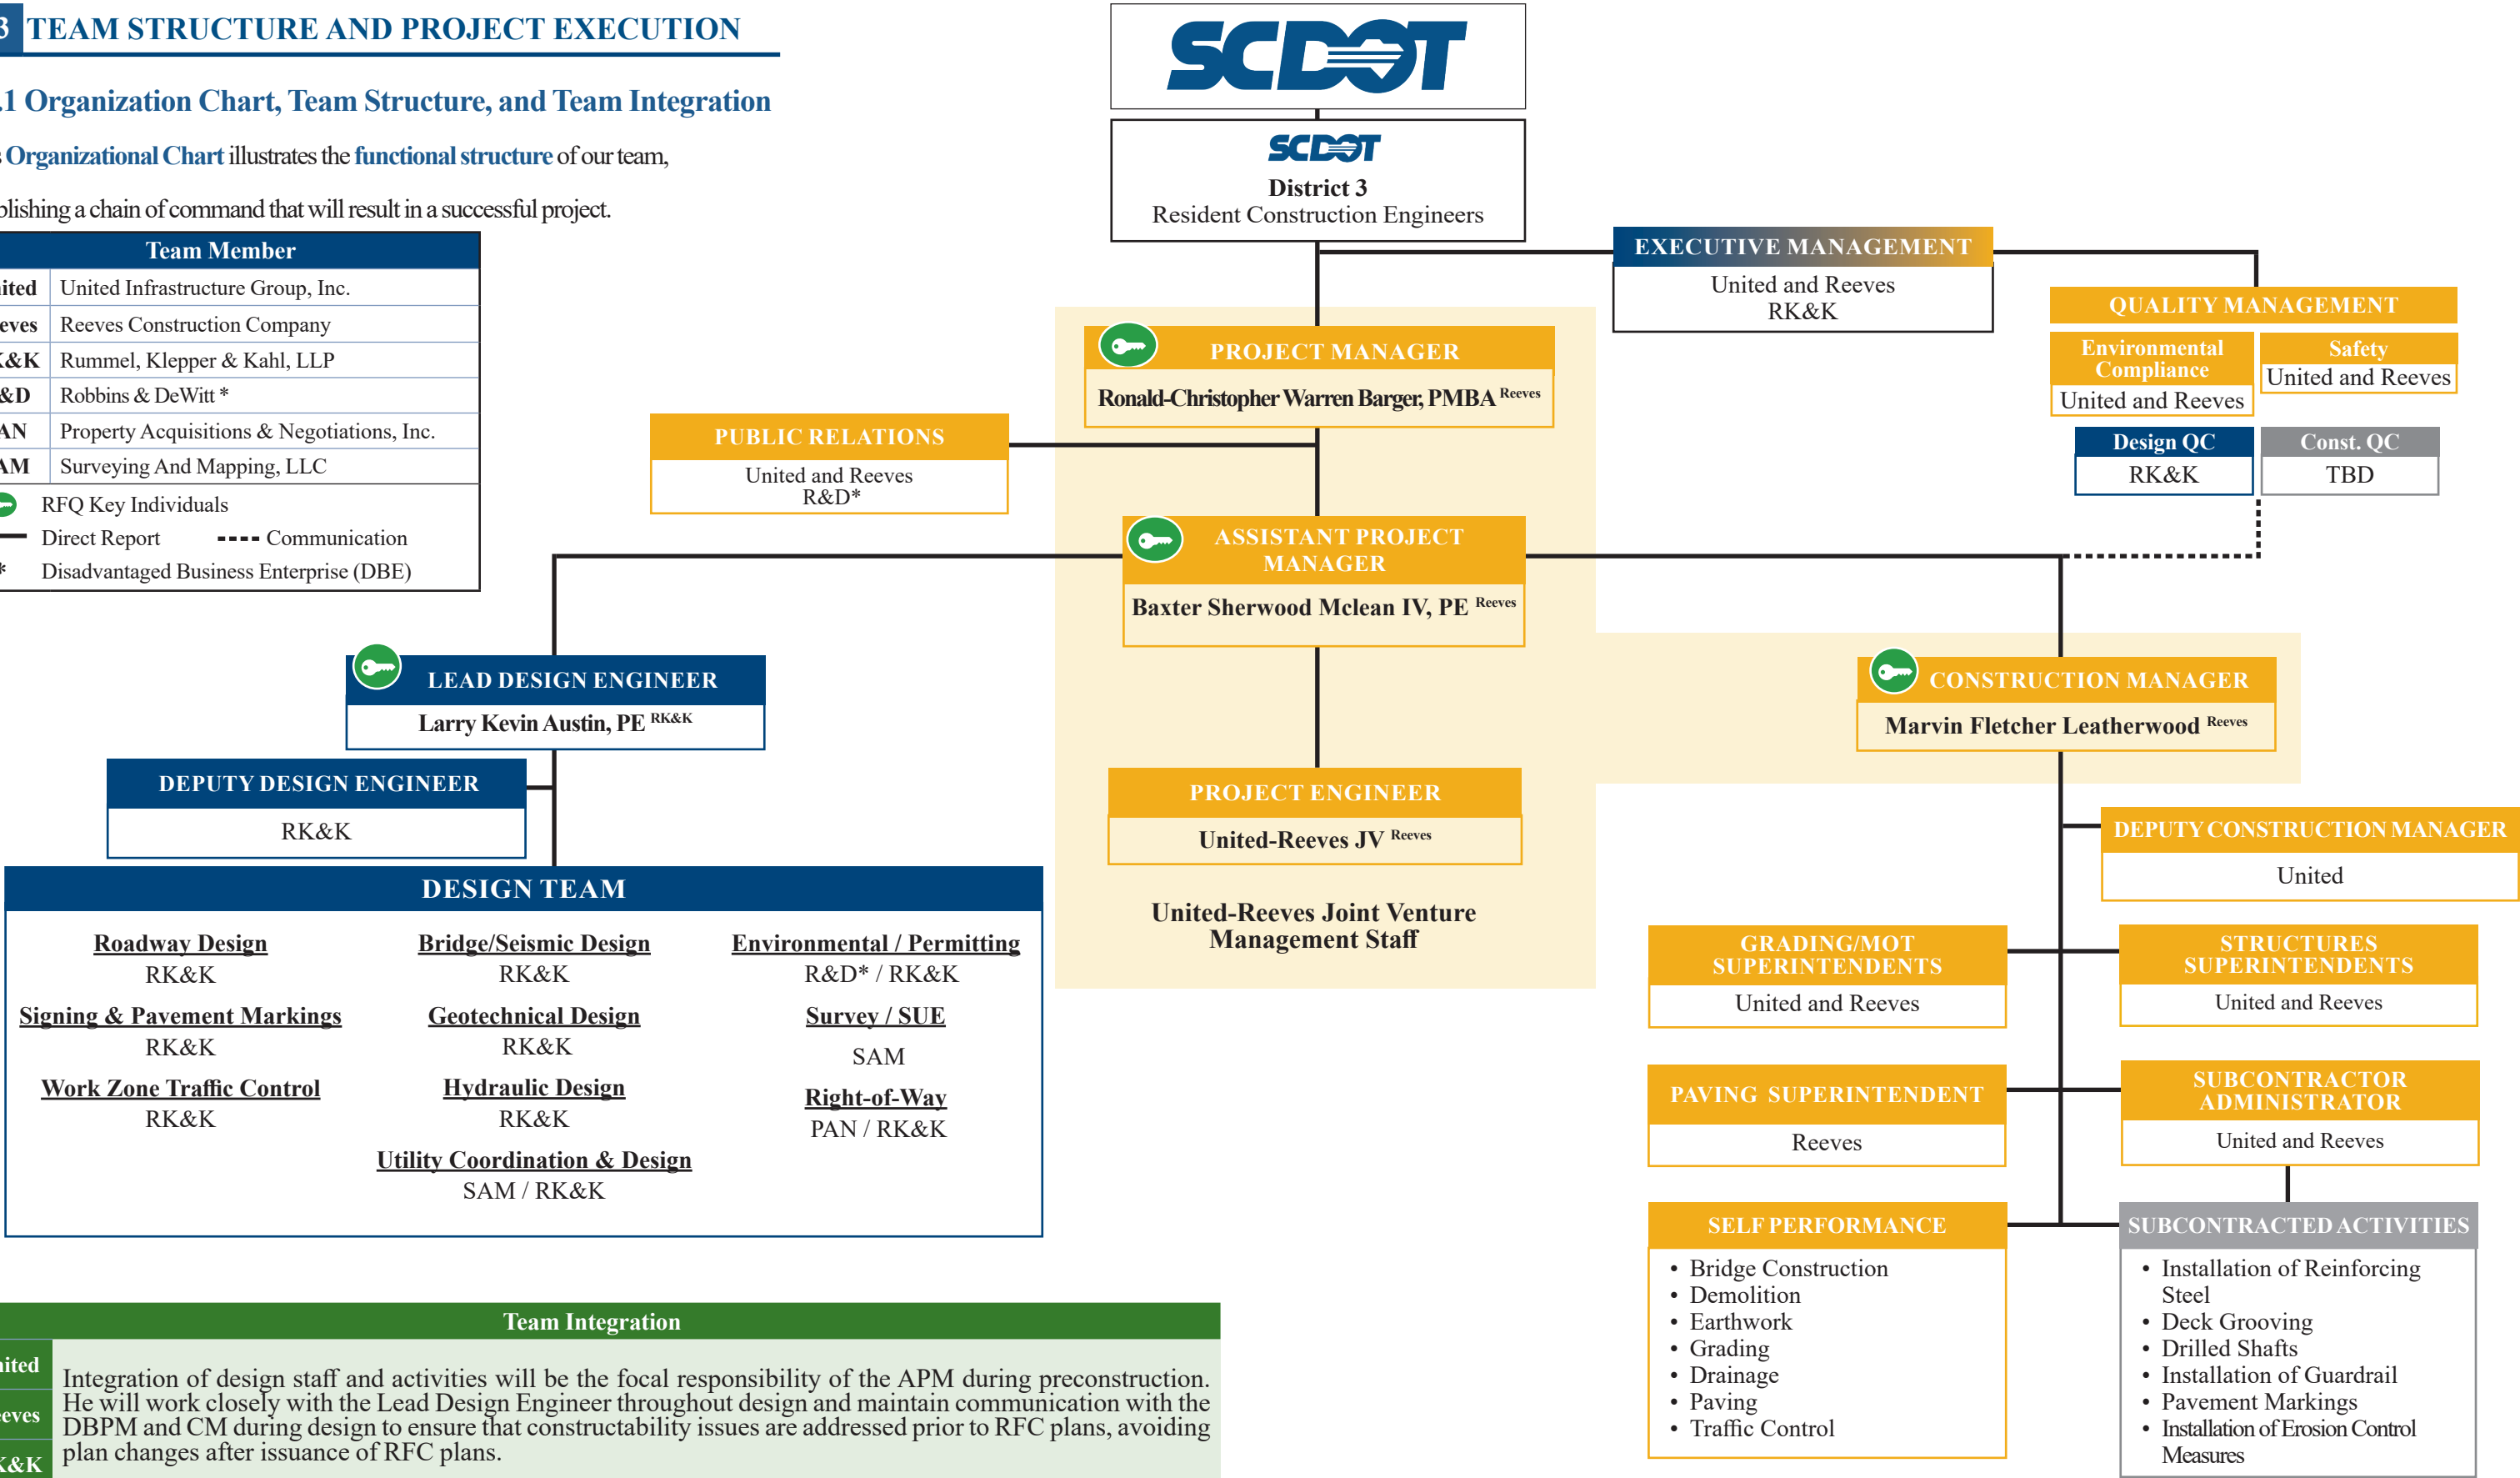 3 TEAM STRUCTURE AND PROJECT EXECUTION
.1 Organization Chart, Team Structure, and Team Integration
s Organizational Chart illustrates the functional structure of our team,
blishing a chain of command that will result in a successful project.
Team Member
ited United Infrastructure Group, Inc.
eves Reeves Construction Company
&K Rummel, Klepper & Kahl, LLP
&D Robbins & DeWitt *
AN Property Acquisitions & Negotiations, Inc.
AM Surveying And Mapping, LLC
RFQ Key Individuals
Direct Report Communication
* Disadvantaged Business Enterprise (DBE)
SCDOT
SCDOT
District 3
Resident Construction Engineers
EXECUTIVE MANAGEMENT
United and Reeves
RK&K
QUALITY MANAGEMENT
Environmental
Compliance
United and Reeves
Safety
United and Reeves
Design QC
RK&K
Const. QC
TBD
PROJECT MANAGER
Ronald-Christopher Warren Barger, PMBA Reeves
PUBLIC RELATIONS
United and Reeves
R&D*
ASSISTANT PROJECT
MANAGER
Baxter Sherwood Mclean IV, PE Reeves
LEAD DESIGN ENGINEER
Larry Kevin Austin, PE RK&K
CONSTRUCTION MANAGER
Marvin Fletcher Leatherwood Reeves
DEPUTY DESIGN ENGINEER
RK&K
PROJECT ENGINEER
United-Reeves JV Reeves
United-Reeves Joint Venture
Management Staff
DEPUTY CONSTRUCTION MANAGER
United
DESIGN TEAM
Roadway Design
RK&K
Signing & Pavement Markings
RK&K
Work Zone Traffic Control
RK&K
Bridge/Seismic Design
RK&K
Geotechnical Design
RK&K
Hydraulic Design
RK&K
Utility Coordination & Design
SAM / RK&K
Environmental / Permitting
R&D* / RK&K
Survey / SUE
SAM
Right-of-Way
PAN / RK&K
GRADING/MOT
SUPERINTENDENTS
United and Reeves
STRUCTURES
SUPERINTENDENTS
United and Reeves
PAVING SUPERINTENDENT
Reeves
SUBCONTRACTOR
ADMINISTRATOR
United and Reeves
SELF PERFORMANCE
• Bridge Construction
• Demolition
• Earthwork
• Grading
• Drainage
• Paving
• Traffic Control
SUBCONTRACTED ACTIVITIES
• Installation of Reinforcing
Steel
• Deck Grooving
• Drilled Shafts
• Installation of Guardrail
• Pavement Markings
• Installation of Erosion Control
Measures
Team Integration
ited
eves
K&K
Integration of design staff and activities will be the focal responsibility of the APM during preconstruction.
He will work closely with the Lead Design Engineer throughout design and maintain communication with the
DBPM and CM during design to ensure that constructability issues are addressed prior to RFC plans, avoiding
plan changes after issuance of RFC plans.